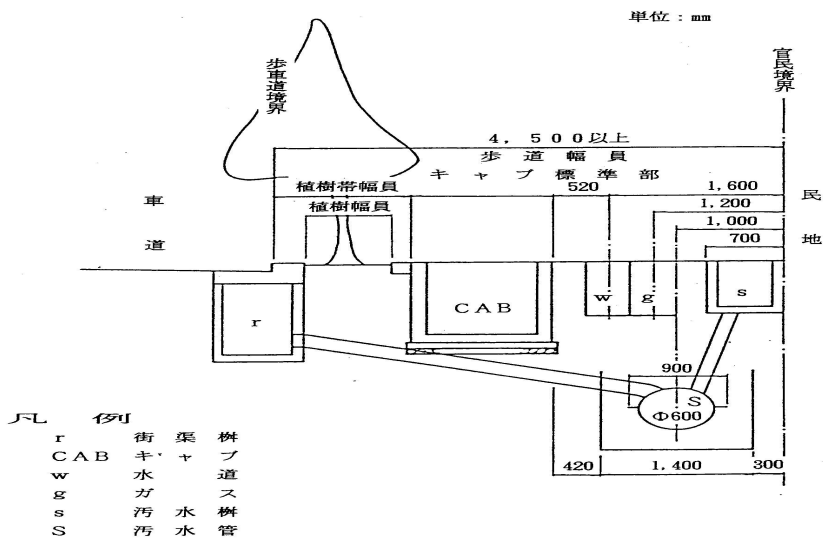 単位：mm
歩車道境界
官民境界
4,500以上
歩道幅員
キャブ標準部
植樹帯幅員
520
1,600
植樹幅員
1,200
1,000
700
車道
民地
r
CAB
w
g
s
900
S
Φ600
420
1,400
300
凡例
r 街渠桝
CAB キャブ
w 水道
g ガス
s 汚水桝
S 汚水管